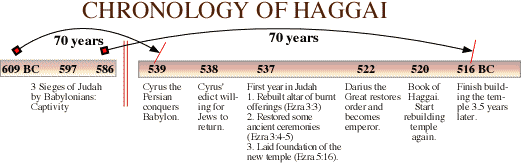 CHRONOLOGY OF HAGGAI
70 years
70 years
609 BC 597 586 539 538 537 522 520 516 BC
3 Sieges of Judah
by Babylonians:
Captivity
Cyrus the
Persian
conquers
Babylon.
Cyrus'
edict will-
ing for
Jews to
return.
First year in Judah
1. Rebuilt altar of burnt
offerings (Ezra 3:3)
2. Restored some
ancient ceremonies
(Ezra 3:4-5)
3. Laid foundation of the
new temple (Ezra 5:16).
Darius the
Great restores
order and
becomes
emperor.
Book of
Haggai.
Start
rebuilding
temple
again.
Finish build-
ing the tem-
ple 3.5 years
later.